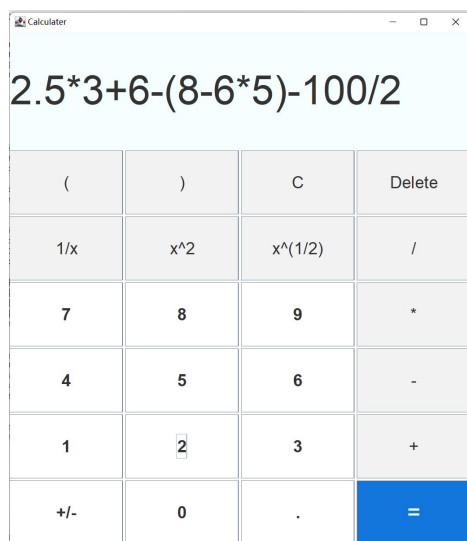 Calculater
2.5*3+6-(8-6*5)-100/2
( ) C Delete
1/x x^2 x^(1/2) /
7 8 9 *
4 5 6 -
1 2 3 +
+/- 0 . =